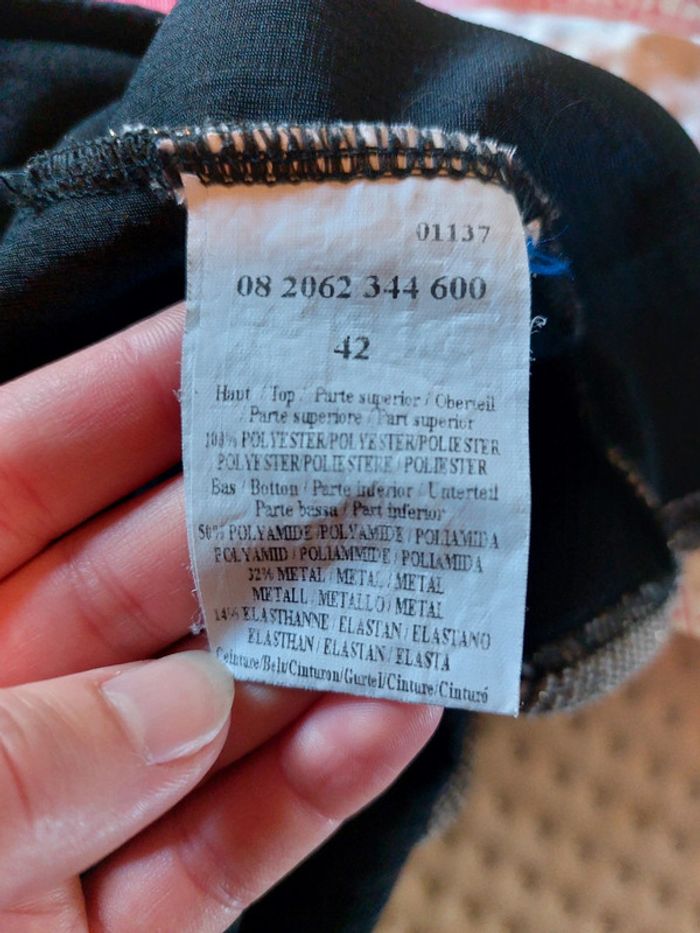 01137
08 2062 344 600
42
Haut / Top / Parte superior / Oberteil
/ Parte superiore / Part superior
100% POLYESTER/POLYESTER/POLIESTER
POLYESTER/POLIESTERE / POLIESTER
Bas / Botton / Parte inferior / Unterteil
Parte bassa / Part inferior
50% POLYAMIDE /POLYAMIDE / POLIAMIDA
POLYAMID / POLIAMMIDE / POLIAMIDA
32% METAL / METAL / METAL
METALL / METALLO / METAL
14% ELASTHANNE / ELASTAN / ELASTANO
ELASTHAN / ELASTAN / ELASTA
Ceinture/Belt/Cinturon/Gurtel/Cinture/Cinturó